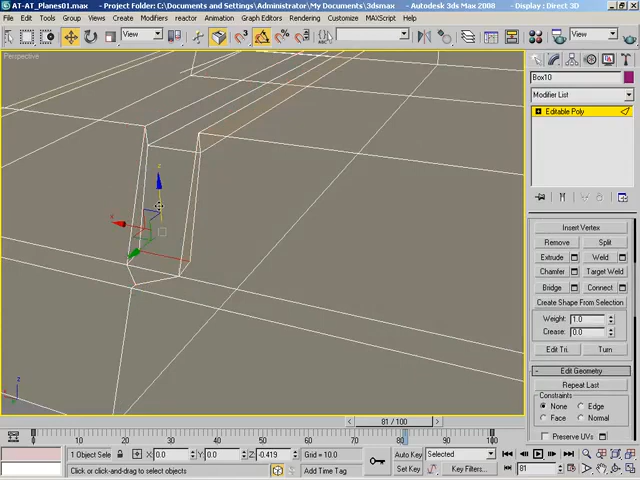 AT-AT_Planes01.max - Project Folder: C:\Documents and Settings\Administrator\My Documents\3dsmax - Autodesk 3ds Max 2008 - Display : Direct 3D
File Edit Tools Group Views Create Modifiers reactor Animation Graph Editors Rendering Customize MAXScript Help
View View
Perspective
Box10
Modifier List
Editable Poly
Insert Vertex
Remove Split
Extrude Weld
Chamfer Target Weld
Bridge Connect
Create Shape From Selection
Weight: 1.0
Crease: 0.0
Edit Tri. Turn
- Edit Geometry
Repeat Last
Constraints
None Edge
Face Normal
Preserve UVs
z
x
81 / 100
0 10 20 30 40 50 60 70 80 90 100
1 Object Sele X: 0.0 Y: 0.0 Z: -0.419 Grid = 10.0 Auto Key Selected
Click or click-and-drag to select objects Add Time Tag Set Key Key Filters... 81